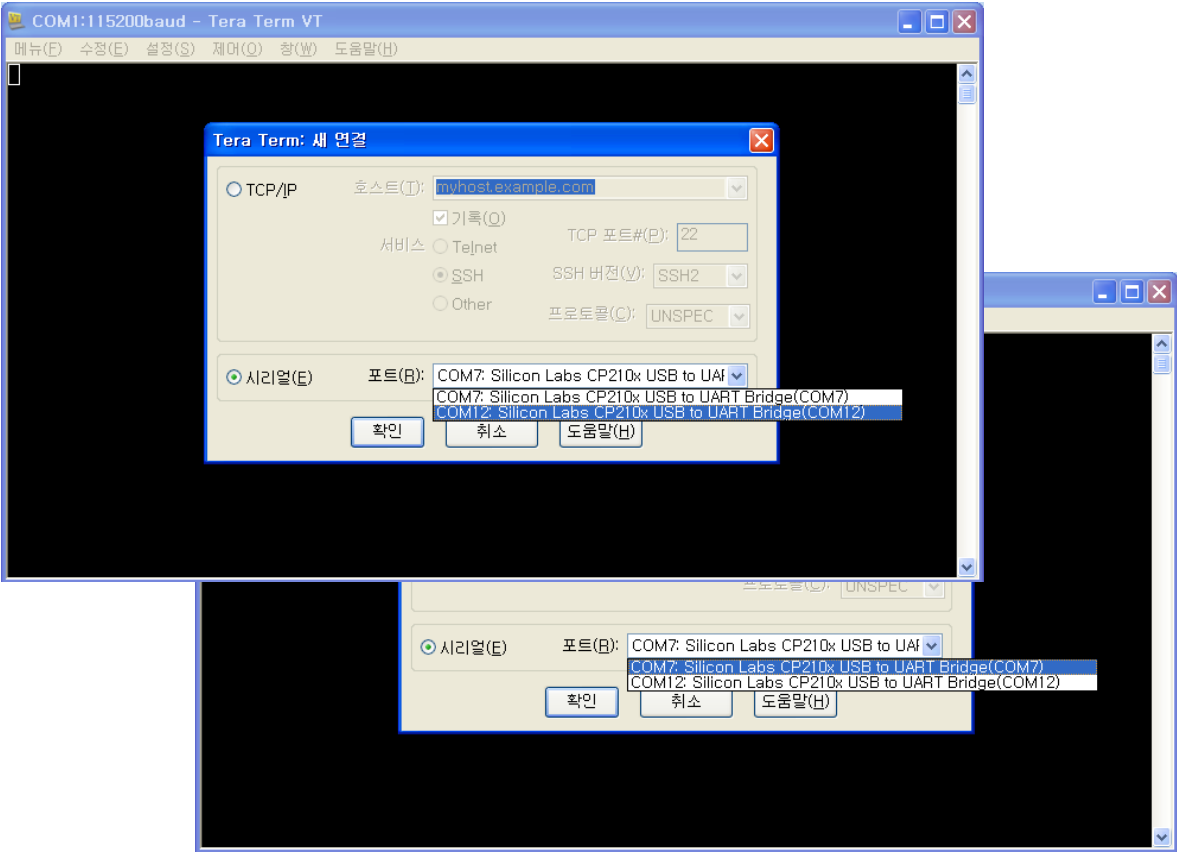 COM1:115200baud - Tera Term VT
메뉴(F) 수정(E) 설정(S) 제어(O) 창(W) 도움말(H)
Tera Term: 새 연결
TCP/IP 호스트(T): myhost.example.com
기록(O)
서비스 Telnet TCP 포트#(P): 22
SSH SSH 버전(V): SSH2
Other 프로토콜(C): UNSPEC
시리얼(E) 포트(R): COM7: Silicon Labs CP210x USB to UAF
COM7: Silicon Labs CP210x USB to UART Bridge(COM7)
COM12: Silicon Labs CP210x USB to UART Bridge(COM12)
확인 취소 도움말(H)
프로토콜(C): UNSPEC
시리얼(E) 포트(R): COM7: Silicon Labs CP210x USB to UAF
COM7: Silicon Labs CP210x USB to UART Bridge(COM7)
COM12: Silicon Labs CP210x USB to UART Bridge(COM12)
확인 취소 도움말(H)